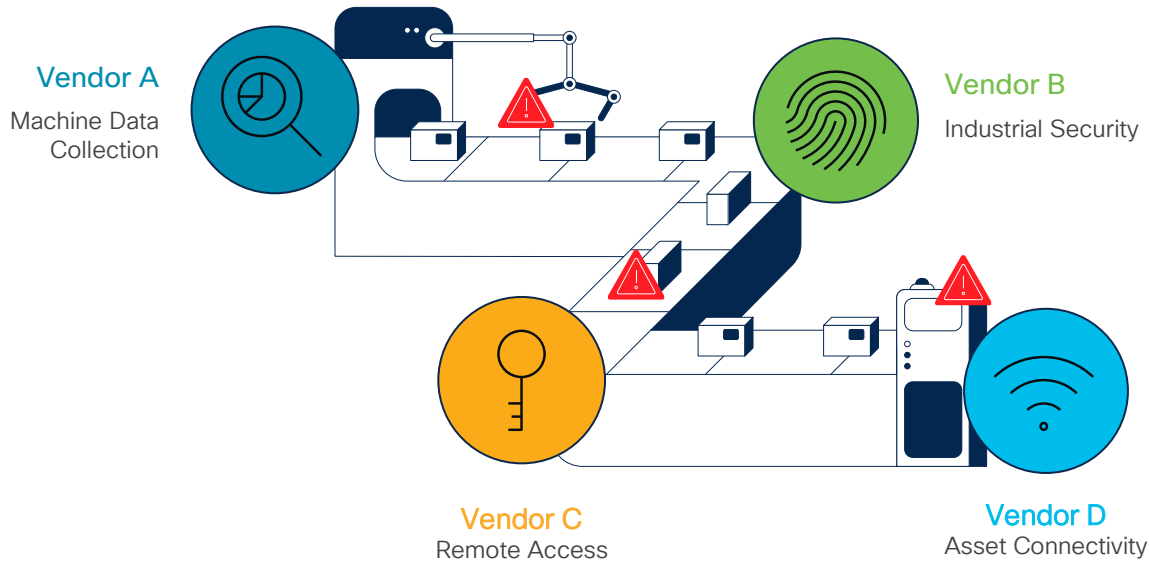 Vendor A
Machine Data
Collection
Vendor B
Industrial Security
Vendor C
Remote Access
Vendor D
Asset Connectivity